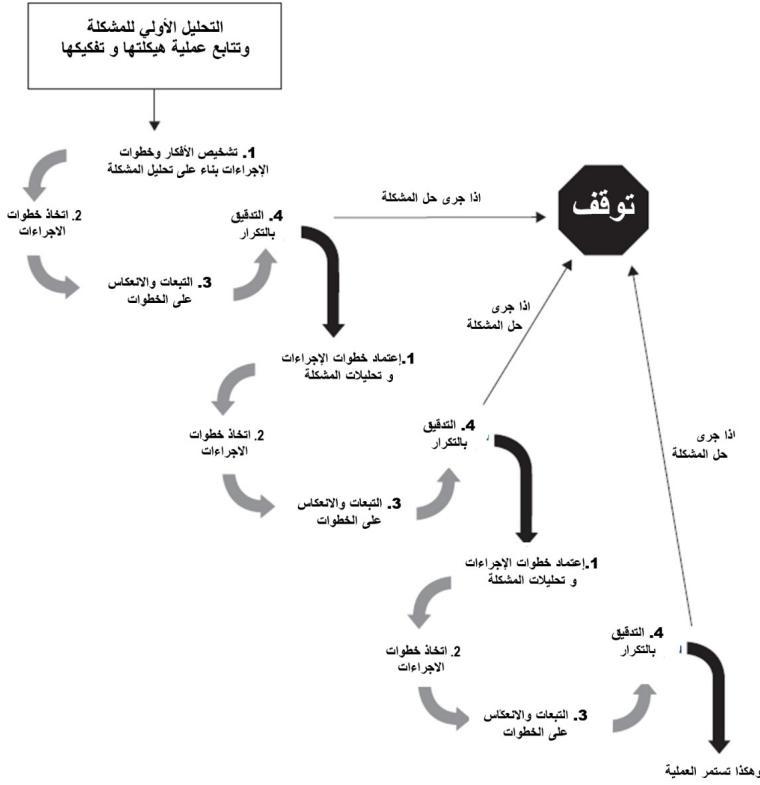 التحليل الأولي للمشكلة
وتتابع عملية هيكلتها و تفكيكها
1. تشخيص الأفكار وخطوات
الإجراءات بناء على تحليل المشكلة
2. اتخاذ خطوات
الاجراءات
3. التبعات والانعكاس
على الخطوات
4. التدقيق
بالتكرار
اذا جرى حل المشكلة
توقف
1.إعتماد خطوات الإجراءات
و تحليلات المشكلة
2. اتخاذ خطوات
الاجراءات
3. التبعات والانعكاس
على الخطوات
4. التدقيق
بالتكرار
اذا جرى
حل المشكلة
1.إعتماد خطوات الإجراءات
و تحليلات المشكلة
2. اتخاذ خطوات
الاجراءات
3. التبعات والانعكاس
على الخطوات
4. التدقيق
بالتكرار
اذا جرى
حل المشكلة
وهكذا تستمر العملية